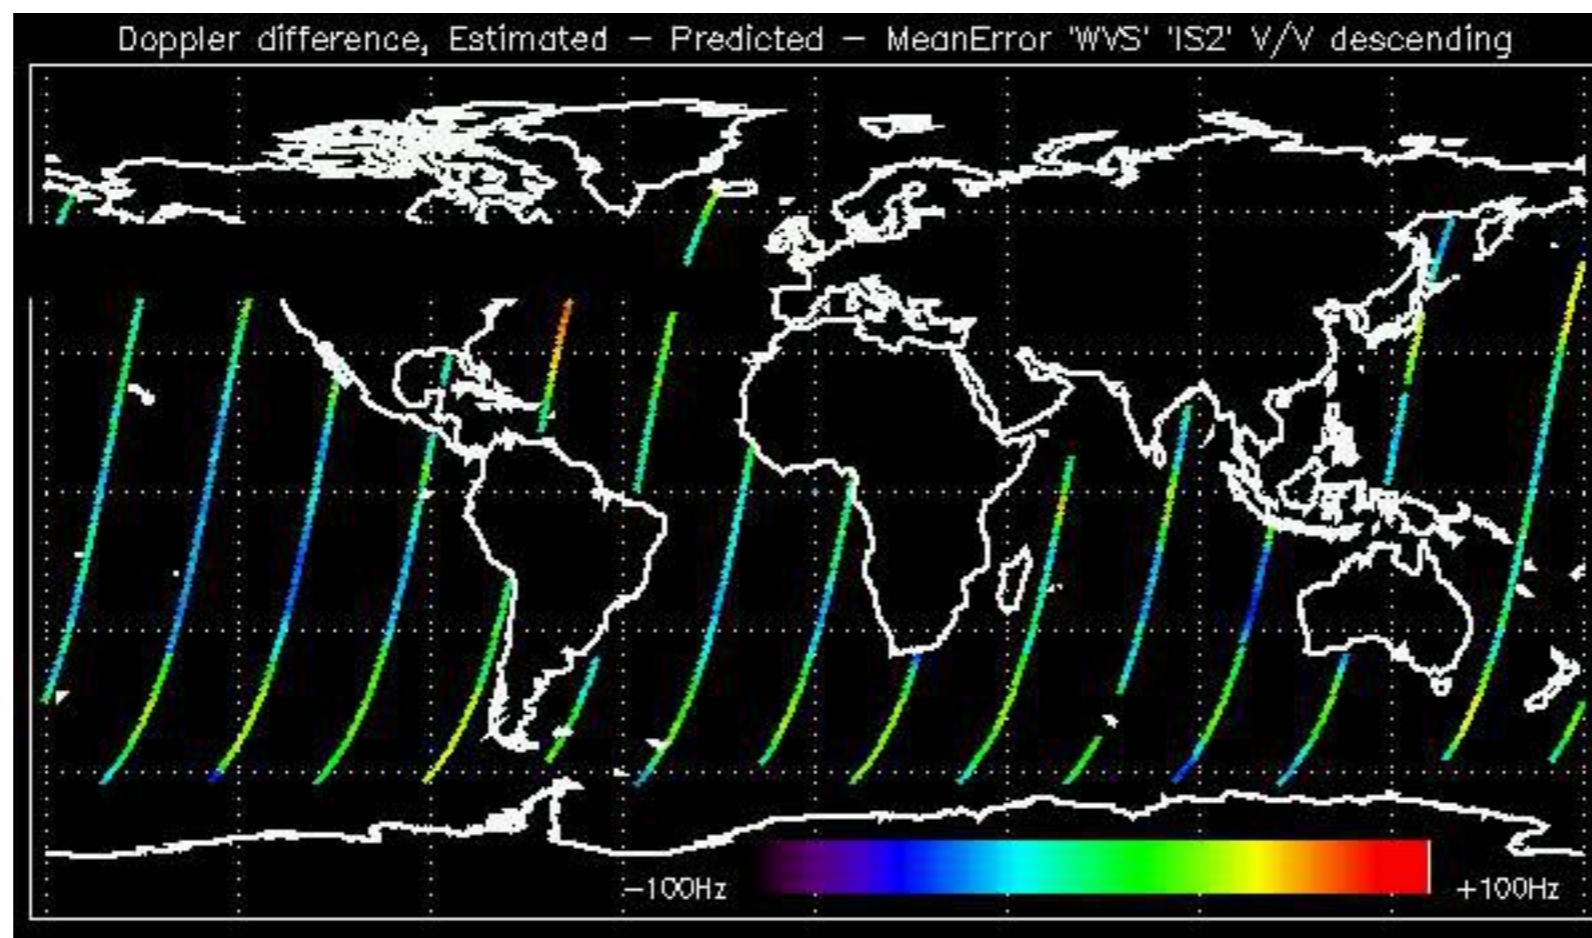 Doppler difference, Estimated – Predicted – MeanError 'WVS' 'IS2' V/V descending
-100Hz
+100Hz